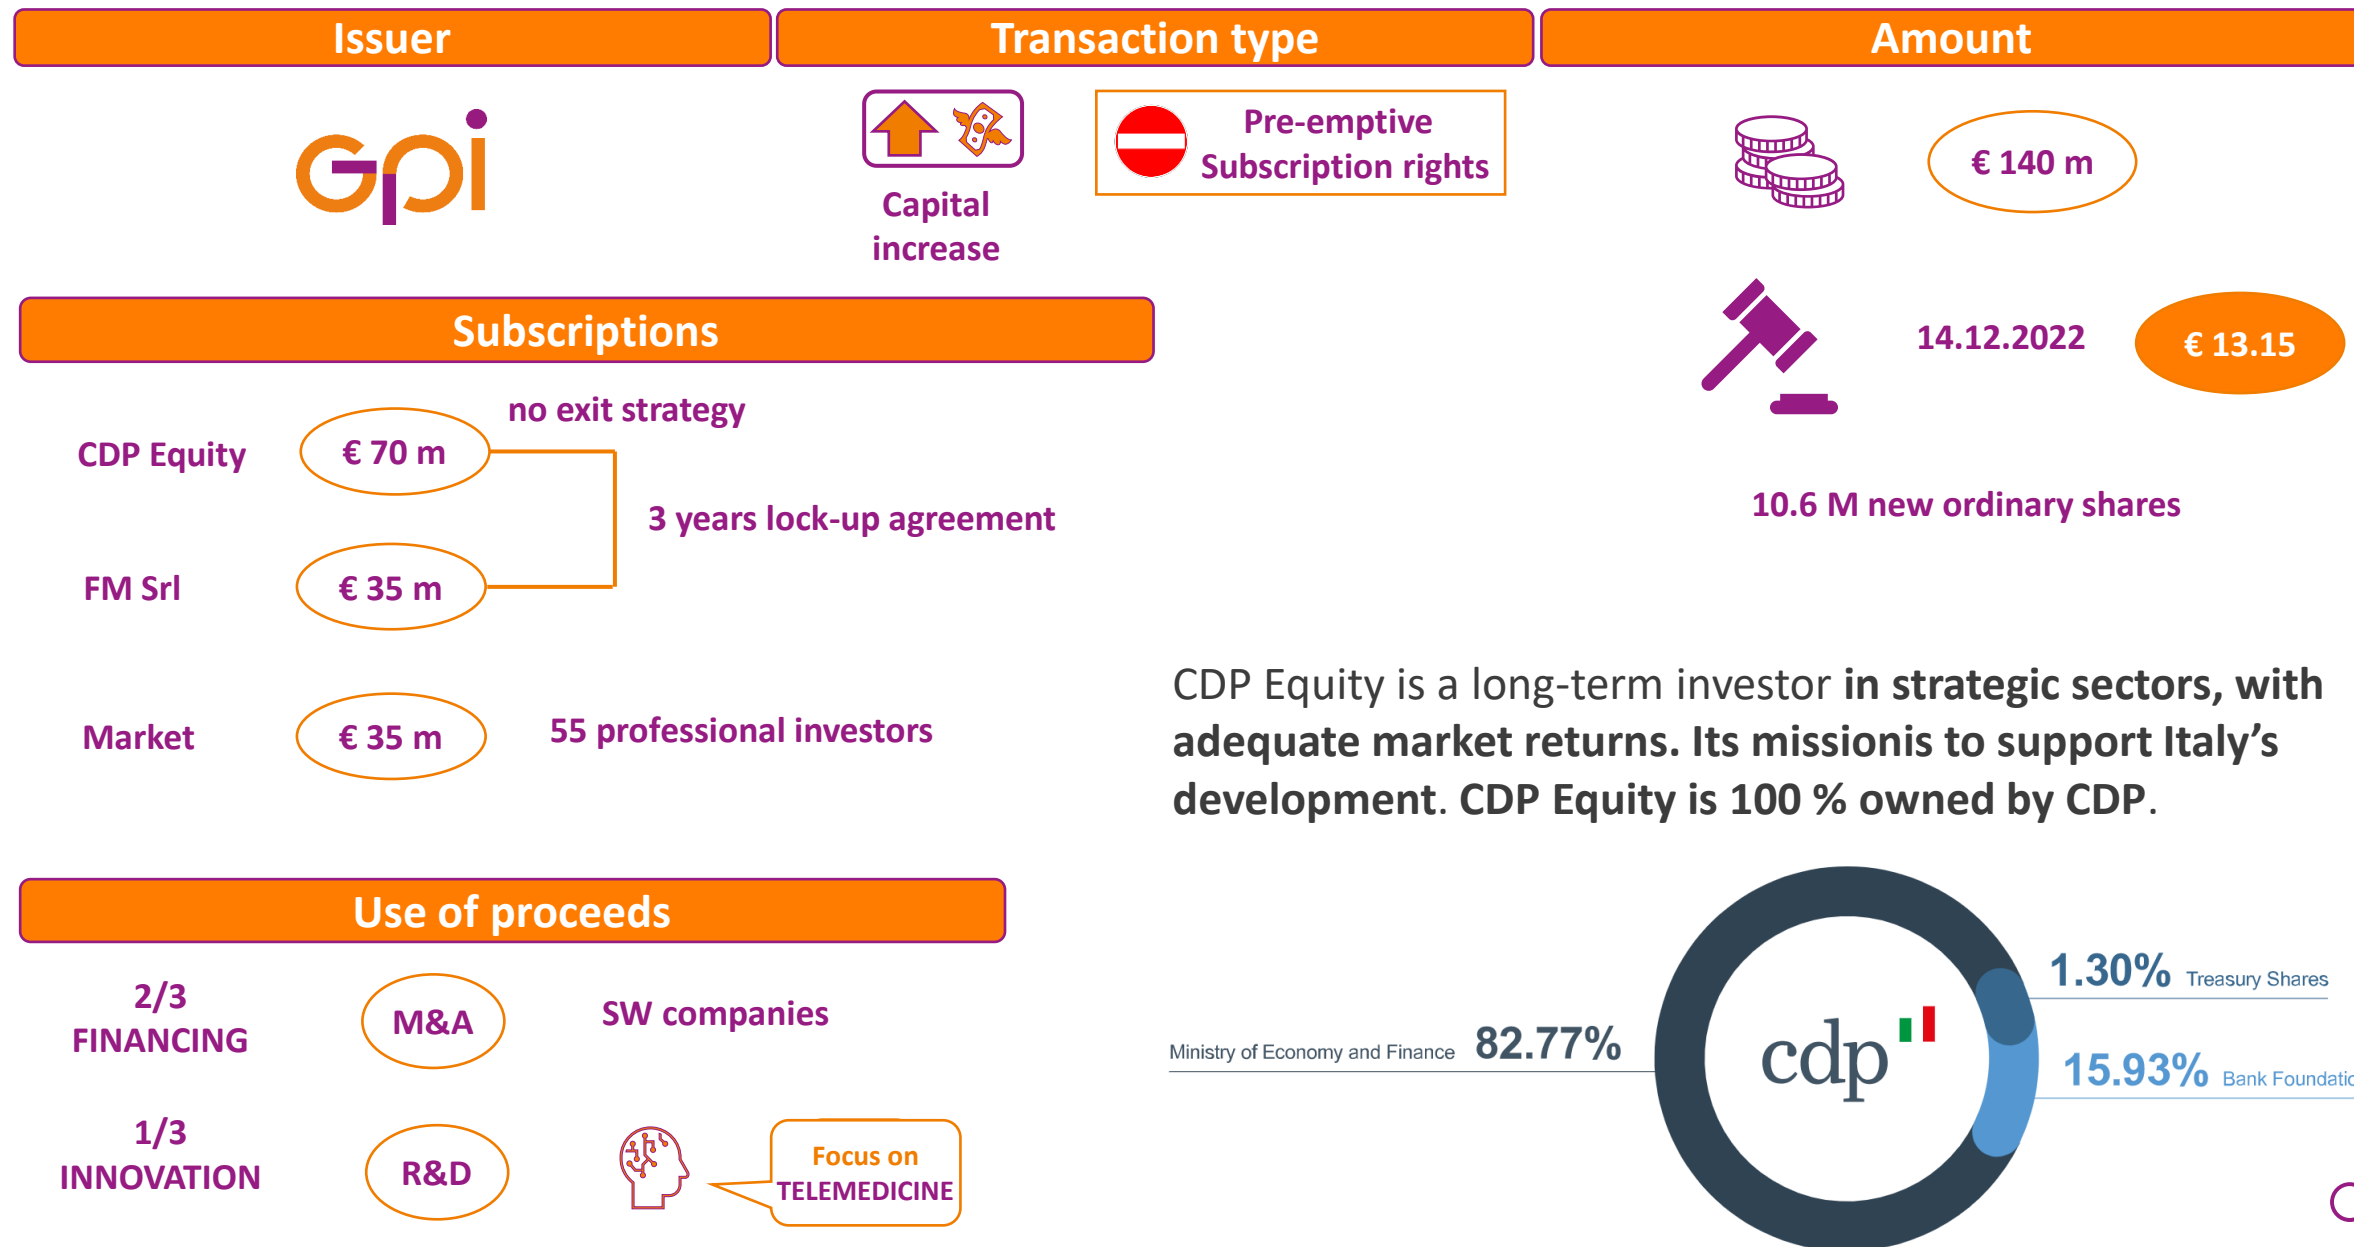 Issuer
Transaction type
Amount
GPi
Capital
increase
Pre-emptive
Subscription rights
€ 140 m
14.12.2022
€ 13.15
10.6 M new ordinary shares
Subscriptions
CDP Equity
€ 70 m
no exit strategy
3 years lock-up agreement
FM Srl
€ 35 m
Market
€ 35 m
55 professional investors
CDP Equity is a long-term investor in strategic sectors, with
adequate market returns. Its missionis to support Italy’s
development. CDP Equity is 100 % owned by CDP.
Use of proceeds
2/3
FINANCING
M&A
SW companies
1/3
INNOVATION
R&D
Focus on
TELEMEDICINE
Ministry of Economy and Finance 82.77%
cdp
1.30% Treasury Shares
15.93% Bank